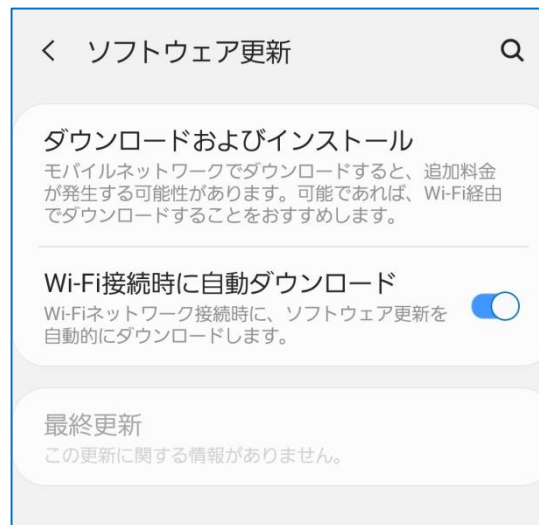 ソフトウェア更新
ダウンロードおよびインストール
モバイルネットワークでダウンロードすると、追加料金
が発生する可能性があります。可能であれば、Wi-Fi経由
でダウンロードすることをおすすめします。
Wi-Fi接続時に自動ダウンロード
Wi-Fiネットワーク接続時に、ソフトウェア更新を
自動的にダウンロードします。
最終更新
この更新に関する情報がありません。